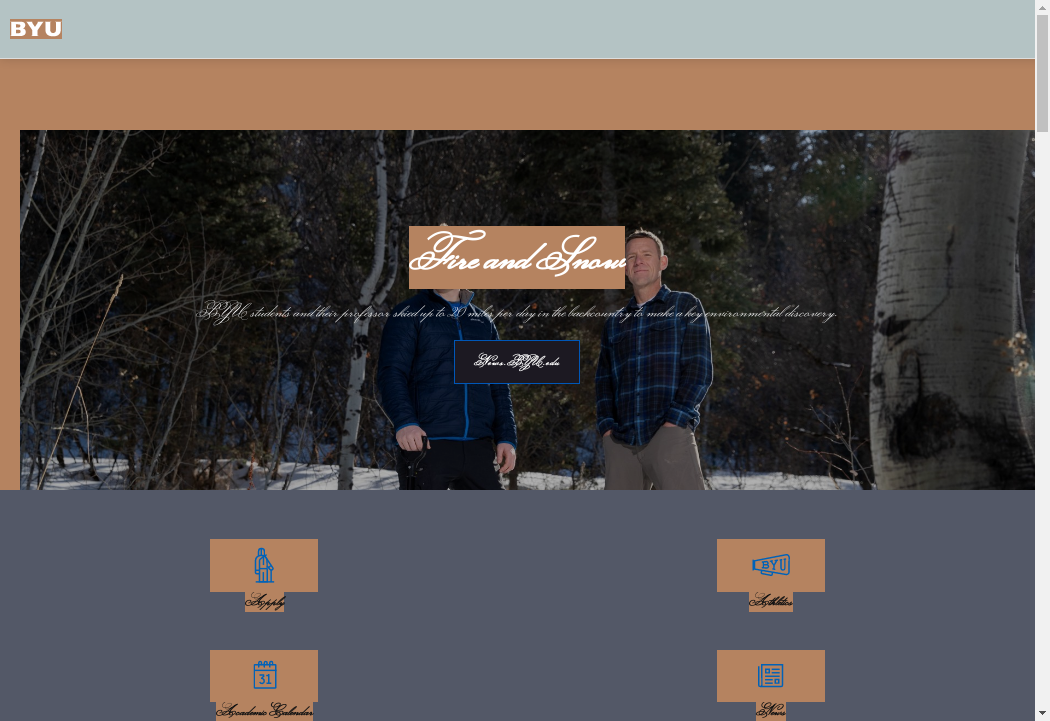 BYU
Fire and Snow
BYU students and their professor skied up to 20 miles per day in the backcountry to make a key environmental discovery.
News.BYU.edu
BYU
Apply
Athletics
31
Academic Calendar
News